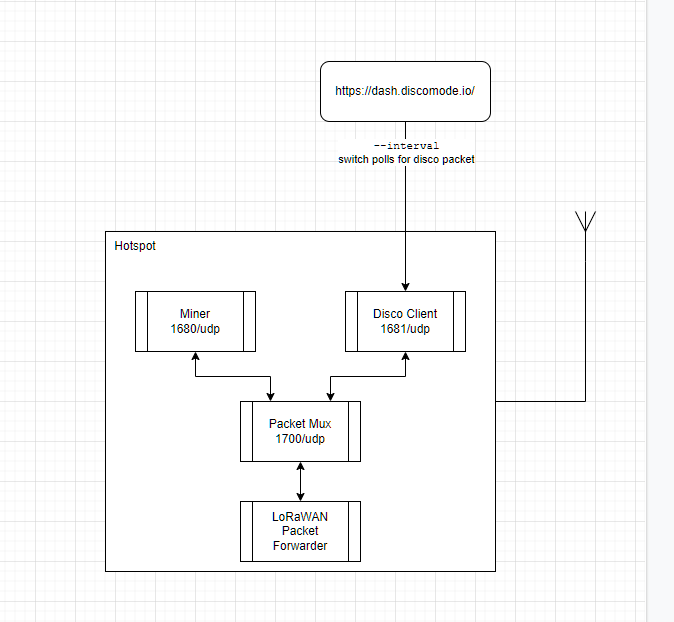 https://dash.discomode.io/
--interval
switch polls for disco packet
Hotspot
Miner
1680/udp
Disco Client
1681/udp
Packet Mux
1700/udp
LoRaWAN
Packet
Forwarder